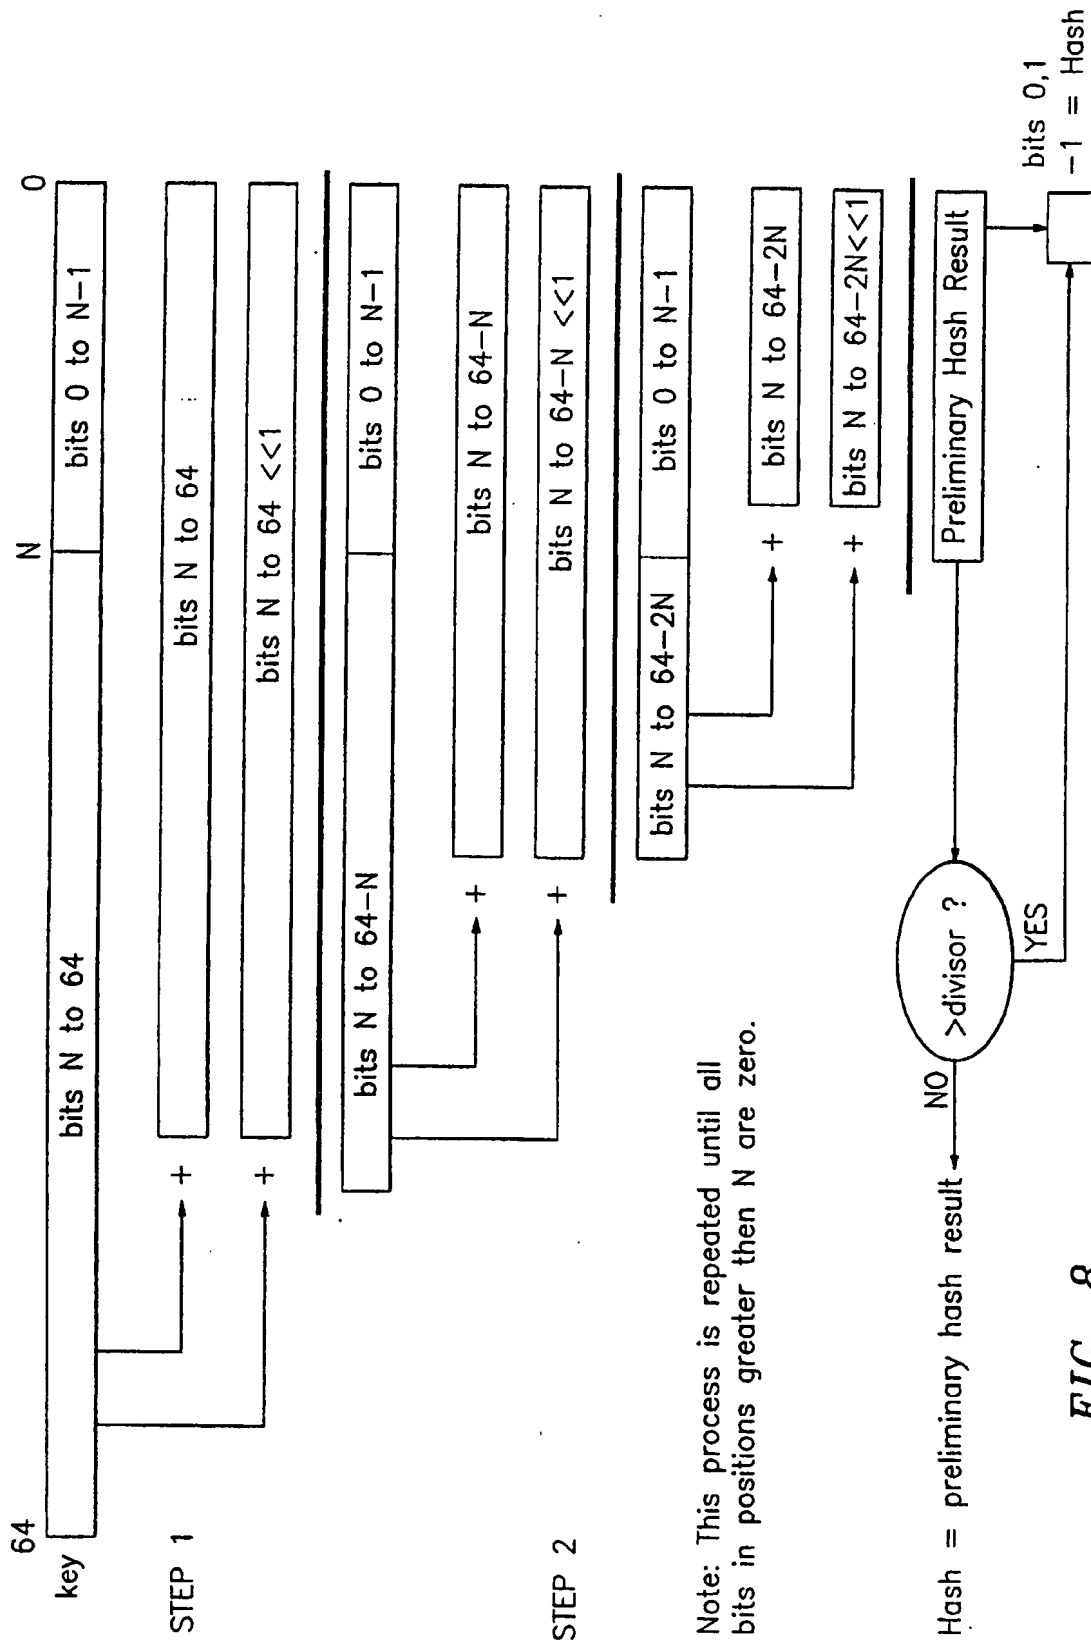 64
N
0
key
bits N to 64
bits 0 to N-1
STEP 1
+
bits N to 64
+
bits N to 64 <<1
bits N to 64-N
bits 0 to N-1
+
bits N to 64-N
STEP 2
+
bits N to 64-N <<1
bits N to 64-2N
bits 0 to N-1
Note: This process is repeated until all
bits in positions greater then N are zero.
+
bits N to 64-2N
+
bits N to 64-2N<<1
Hash = preliminary hash result
NO
>divisor ?
YES
Preliminary Hash Result
bits 0,1
-1 = Hash
FIG. 8